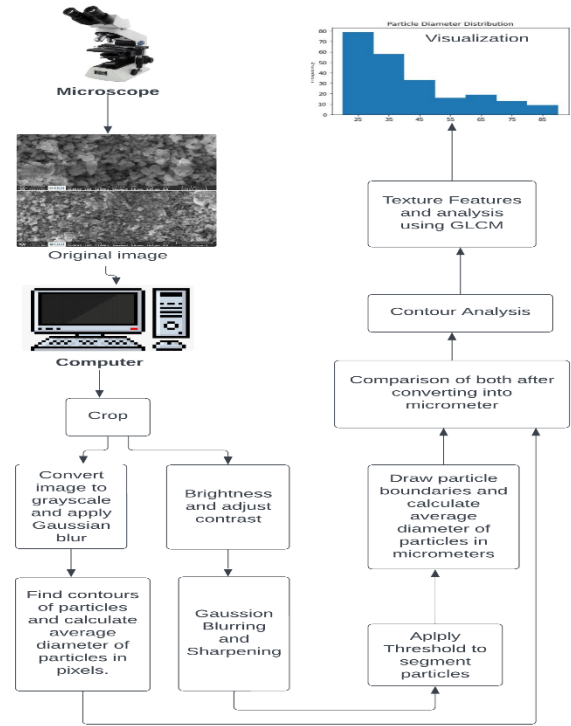 Microscope
Original image
Computer
Crop
Convert
image to
grayscale
and apply
Gaussian
blur
Find contours
of particles
and calculate
average
diameter of
particles in
pixels.
Brightness
and adjust
contrast
Gaussion
Blurring
and
Sharpening
Aplply
Threshold to
segment
particles
Draw particle
boundaries and
calculate
average
diameter of
particles in
micrometers
Comparison of both after
converting into
micrometer
Contour Analysis
Texture Features
and analysis
using GLCM
Particle Diameter Distribution
Visualization
Frequency
80
70
60
50
40
30
20
10
0
25 35 45 55 65 75 85